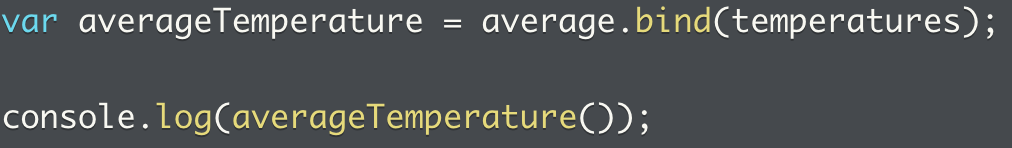 var averageTemperature = average.bind(temperatures);
console.log(averageTemperature());